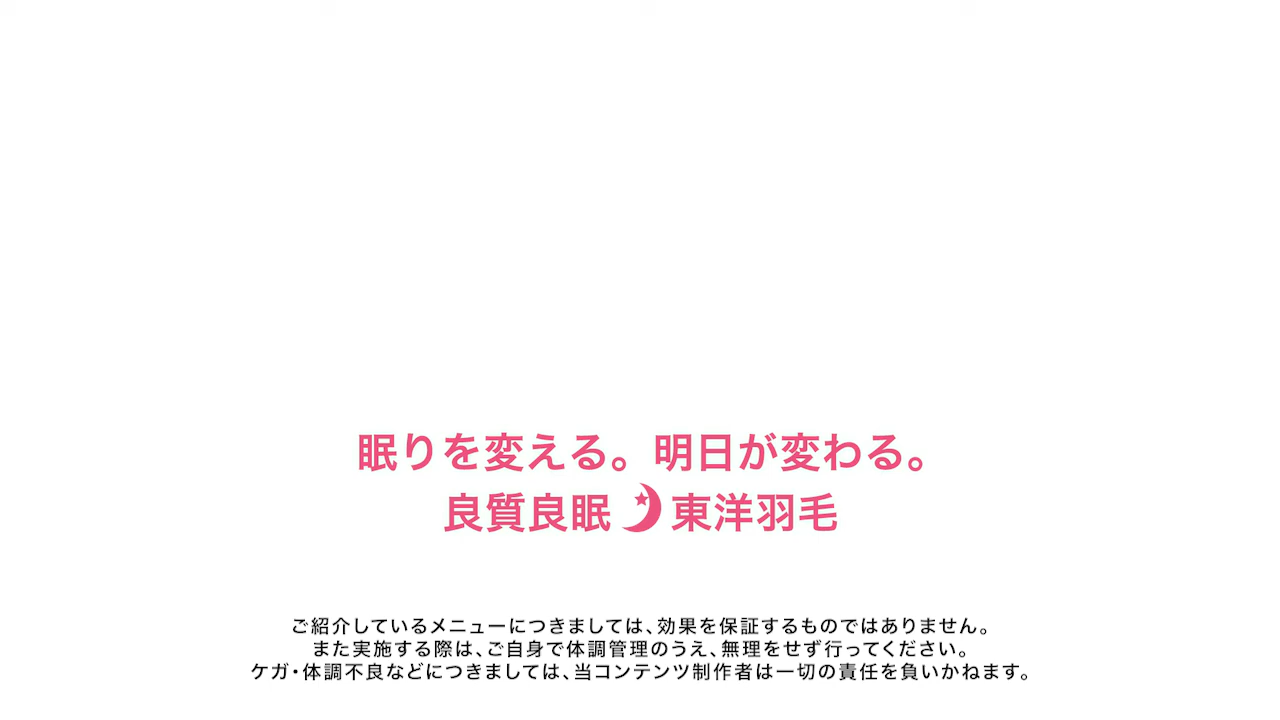 眠りを変える。明日が変わる。
良質良眠 東洋羽毛
ご紹介しているメニューにつきましては、効果を保証するものではありません。
また実施する際は、ご自身で体調管理のうえ、無理をせず行ってください。
ケガ・体調不良などにつきましては、当コンテンツ制作者は一切の責任を負いかねます。